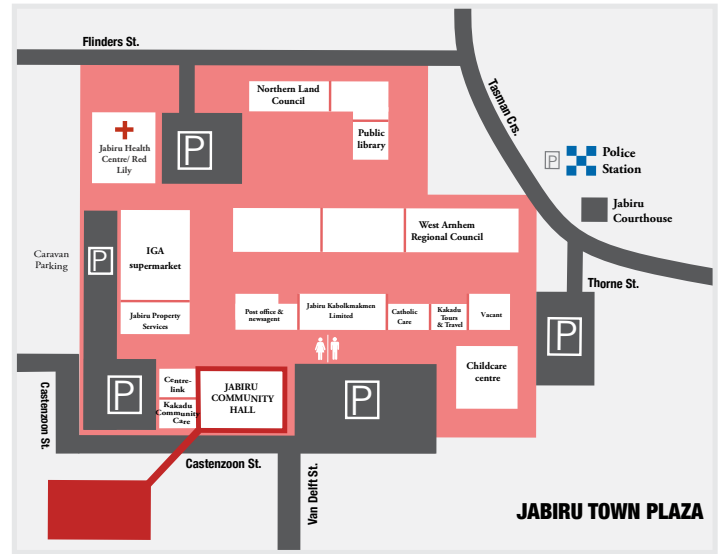 Flinders St.
Tasman Crs.
Northern Land
Council
Public
library
P
Jabiru Health
Centre/ Red
Lily
P
Police
Station
Jabiru
Courthouse
Caravan
Parking
P
IGA
supermarket
West Arnhem
Regional Council
Thorne St.
Jabiru Property
Services
Post office &
newsagent
Jabiru Kabolkmakmen
Limited
Catholic
Care
Kakadu
Tours
& Travel
Vacant
P
Childcare
centre
Castenzoon St.
P
Centre-
link
Kakadu
Community
Care
JABIRU
COMMUNITY
HALL
P
Castenzoon St.
Van Delft St.
JABIRU TOWN PLAZA